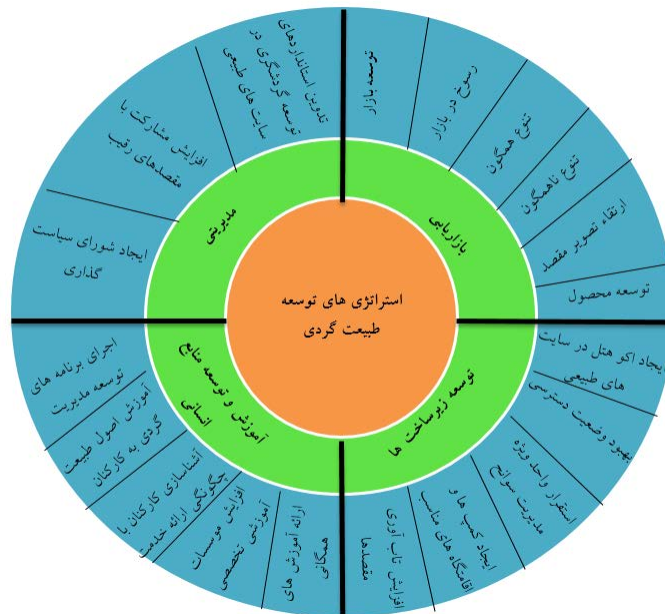 استراتژی های توسعه
طبیعت گردی
بازاریابی
توسعه بازار
رسوخ در بازار
تنوع همگون
تنوع ناهمگون
ارتقاء تصویر مقصد
توسعه محصول
توسعه زیرساخت ها
ایجاد اکو هتل در سایت
های طبیعی
بهبود وضعیت دسترسی
استقرار واحد ویژه
مدیریت سوانح
ایجاد کمپ ها و
اقامتگاه های مناسب
افزایش تاب آوری
مقصدها
آموزش و توسعه منابع
انسانی
ارائه آموزش های
همگانی
افزایش موسسات
آموزشی تخصصی
آشناسازی کارکنان با
چگونگی ارائه خدمت
آموزش اصول طبیعت
گردی به کارکنان
اجرای برنامه های
توسعه مدیریت
مدیریتی
ایجاد شورای سیاست
گذاری
افزایش مشارکت با
مقصدهای رقیب
تدوین استانداردهای
توسعه گردشگری در
سایت های طبیعی